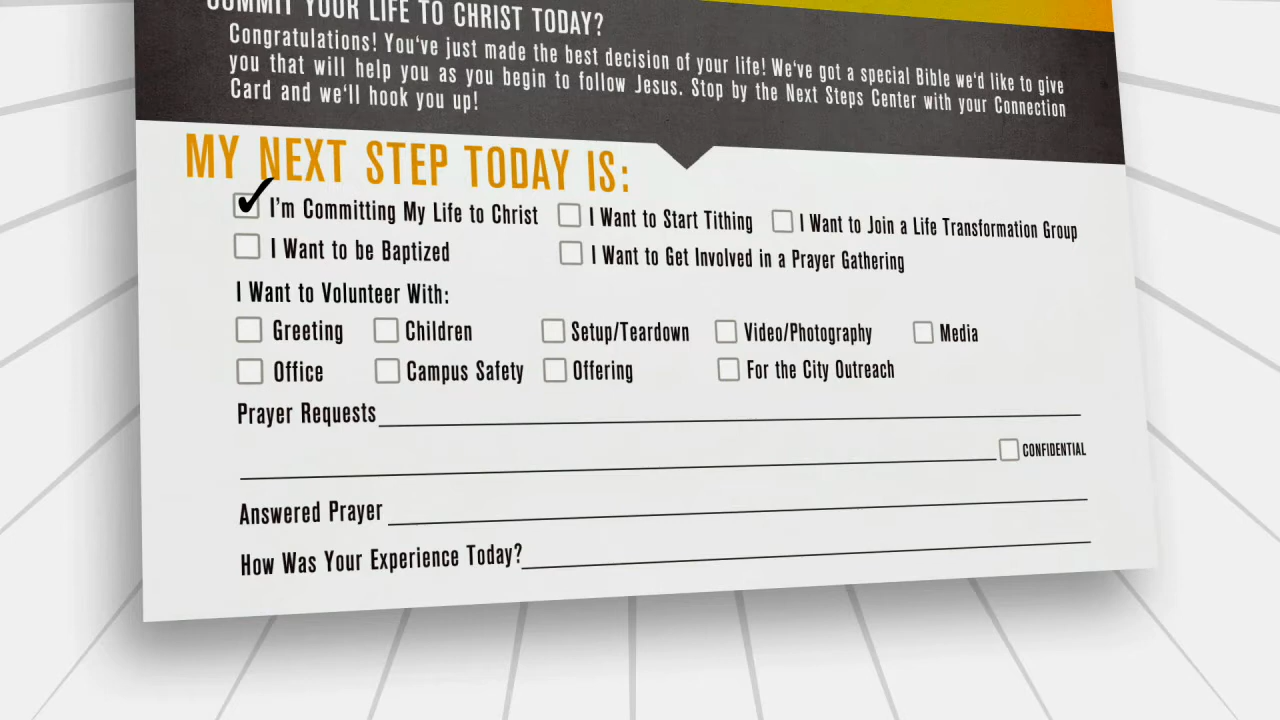 COMMIT YOUR LIFE TO CHRIST TODAY?
Congratulations! You've just made the best decision of your life! We've got a special Bible we'd like to give
you that will help you as you begin to follow Jesus. Stop by the Next Steps Center with your Connection
Card and we'll hook you up!
MY NEXT STEP TODAY IS:
I'm Committing My Life to Christ I Want to Start Tithing I Want to Join a Life Transformation Group
I Want to be Baptized I Want to Get Involved in a Prayer Gathering
I Want to Volunteer With:
Greeting Children Setup/Teardown Video/Photography Media
Office Campus Safety Offering For the City Outreach
Prayer Requests
CONFIDENTIAL
Answered Prayer
How Was Your Experience Today?